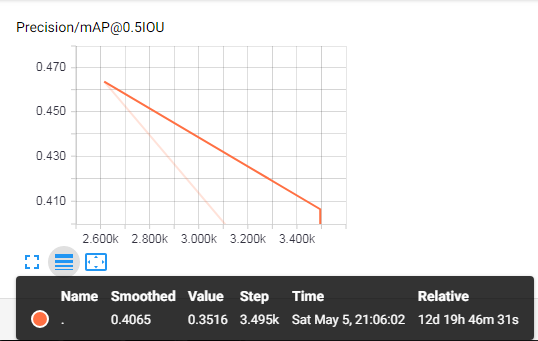 Precision/mAP@0.5IOU
0.470
0.450
0.430
0.410
2.600k 2.800k 3.000k 3.200k 3.400k
Name Smoothed Value Step Time Relative
. 0.4065 0.3516 3.495k Sat May 5, 21:06:02 12d 19h 46m 31s